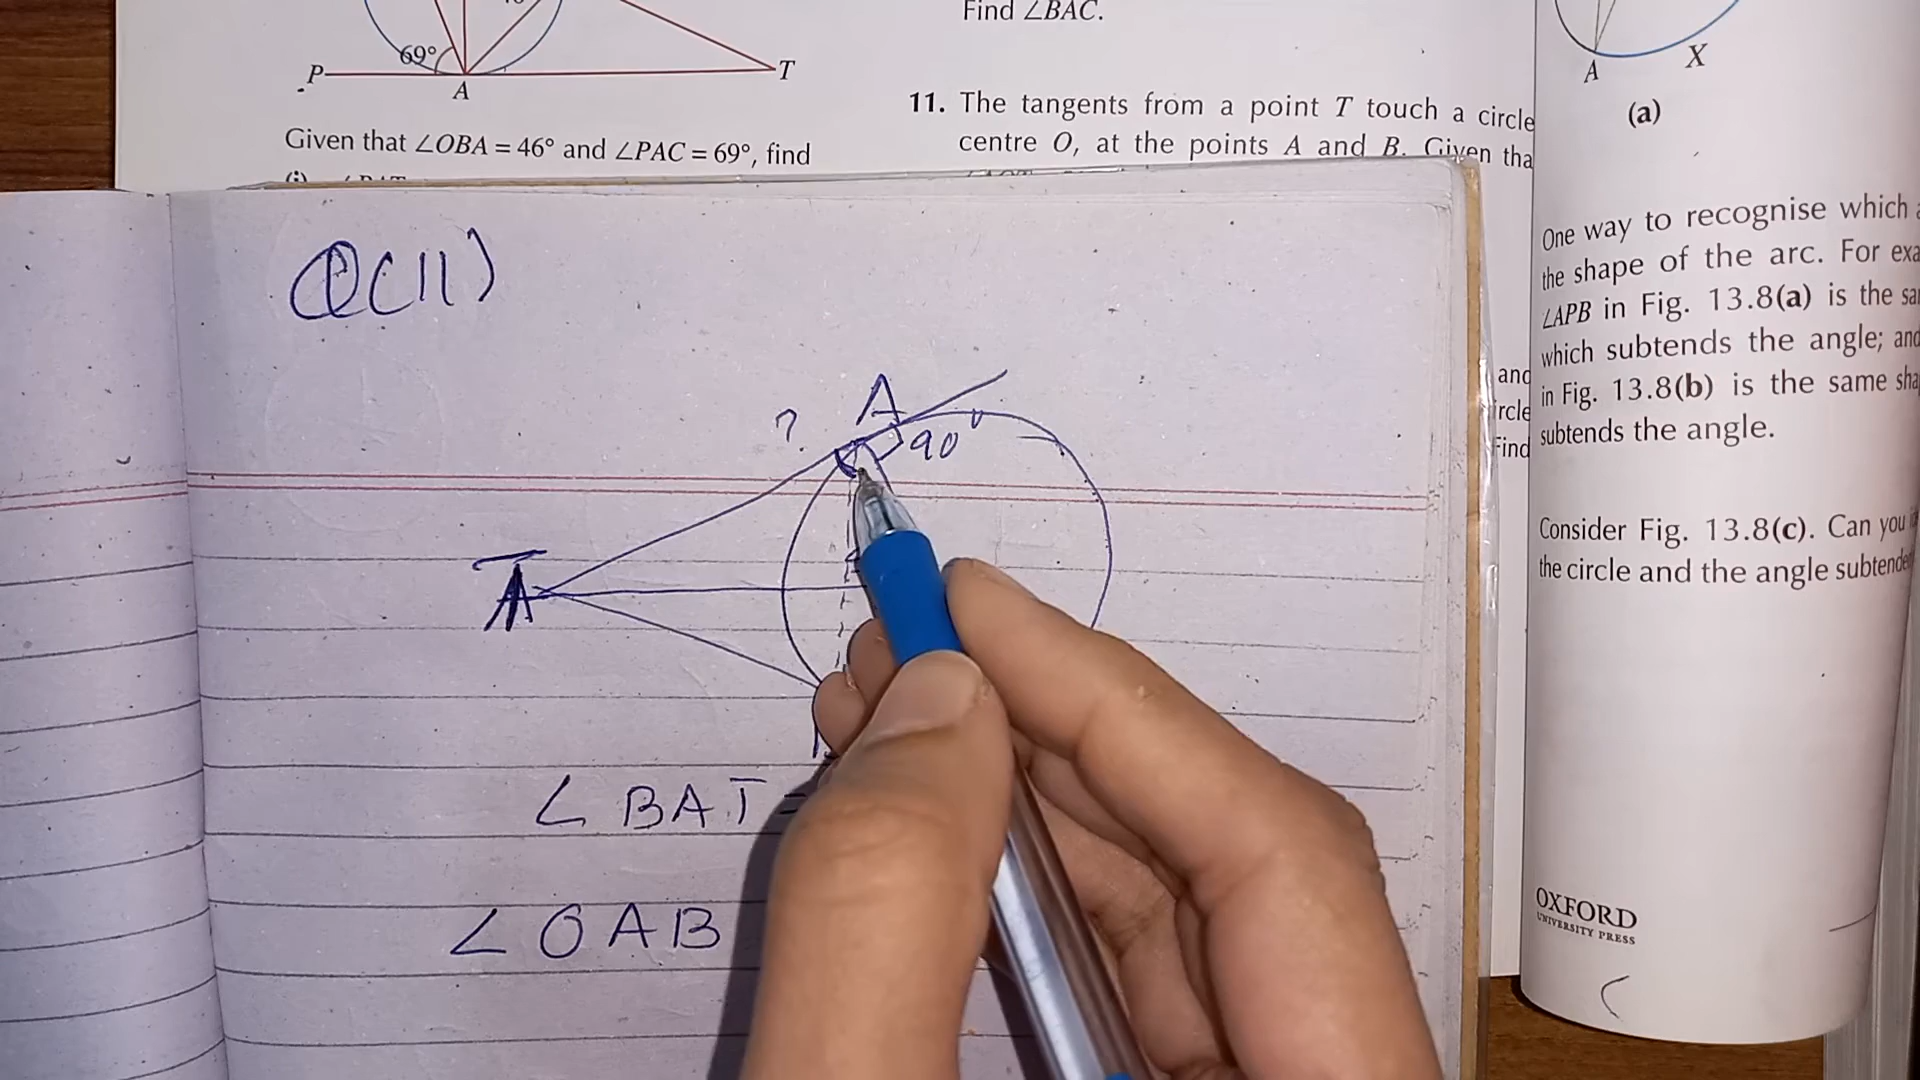 Find ∠BAC.
69°
P
T
A
Given that ∠OBA = 46° and ∠PAC = 69°, find
11. The tangents from a point T touch a circle
centre O, at the points A and B. Given tha
A
X
(a)
One way to recognise which
the shape of the arc. For exa
∠APB in Fig. 13.8(a) is the sa
which subtends the angle; and
in Fig. 13.8(b) is the same sha
subtends the angle.
Consider Fig. 13.8(c). Can you
the circle and the angle subtende
OXFORD
UNIVERSITY PRESS
and
ircle
Find
Q(11)
A
?
90°
T
∠ BAT =
∠ OAB